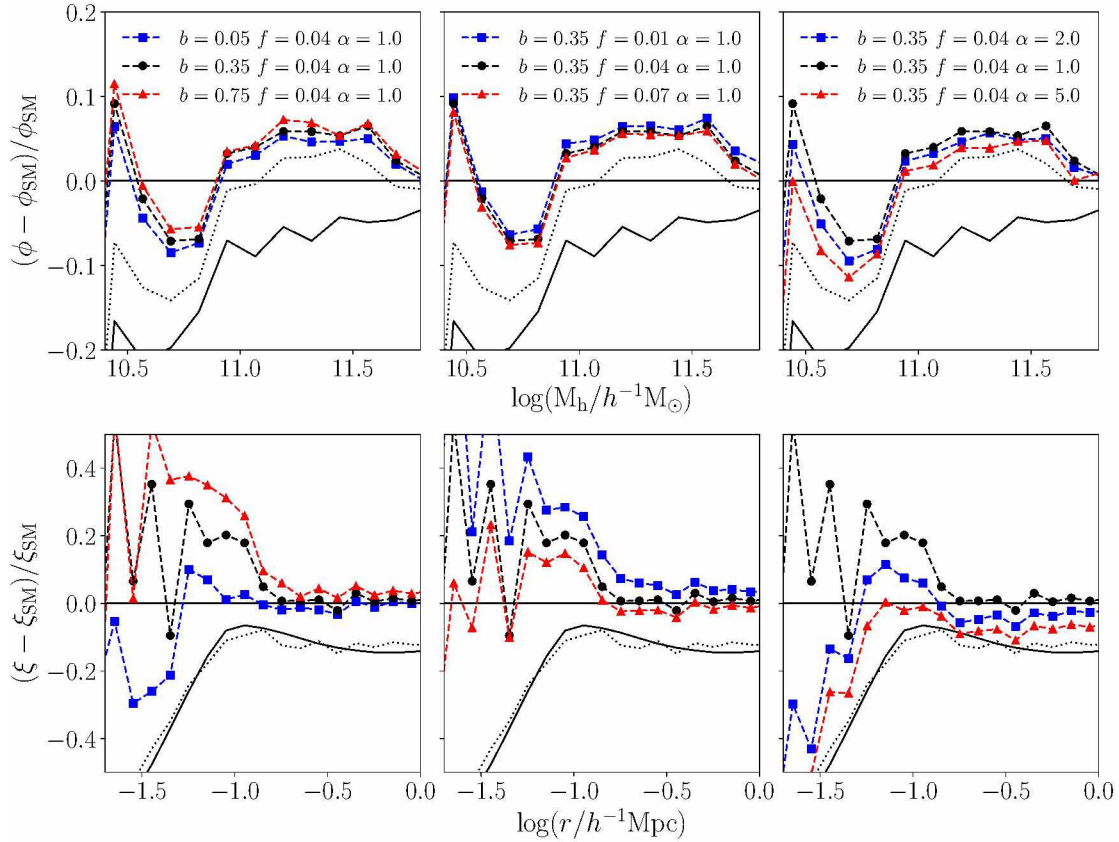 b = 0.05 f = 0.04 α = 1.0
b = 0.35 f = 0.04 α = 1.0
b = 0.75 f = 0.04 α = 1.0
b = 0.35 f = 0.01 α = 1.0
b = 0.35 f = 0.04 α = 1.0
b = 0.35 f = 0.07 α = 1.0
b = 0.35 f = 0.04 α = 2.0
b = 0.35 f = 0.04 α = 1.0
b = 0.35 f = 0.04 α = 5.0
0.2
0.1
0.0
−0.1
−0.2
(ϕ − ϕ_SM)/ϕ_SM
10.5 11.0 11.5
10.5 11.0 11.5
10.5 11.0 11.5
log(M_h/h⁻¹M_⊙)
0.4
0.2
0.0
−0.2
−0.4
(ξ − ξ_SM)/ξ_SM
−1.5 −1.0 −0.5 0.0
−1.5 −1.0 −0.5 0.0
−1.5 −1.0 −0.5 0.0
log(r/h⁻¹Mpc)